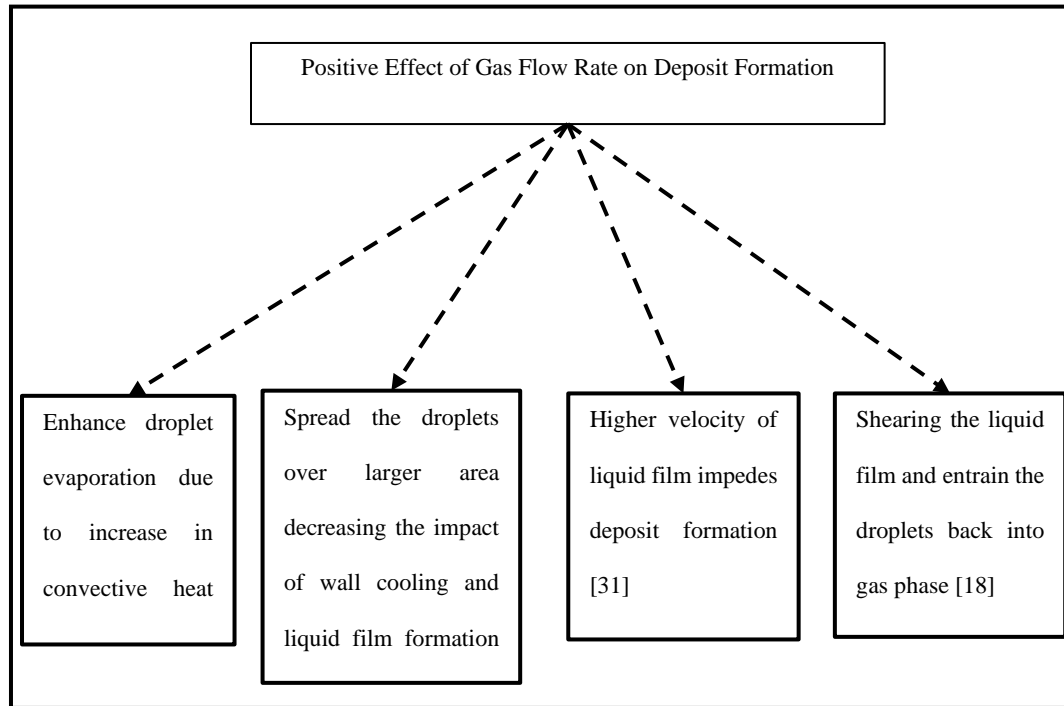 Positive Effect of Gas Flow Rate on Deposit Formation
Enhance droplet
evaporation due
to increase in
convective heat
Spread the droplets
over larger area
decreasing the impact
of wall cooling and
liquid film formation
Higher velocity of
liquid film impedes
deposit formation
[31]
Shearing the liquid
film and entrain the
droplets back into
gas phase [18]